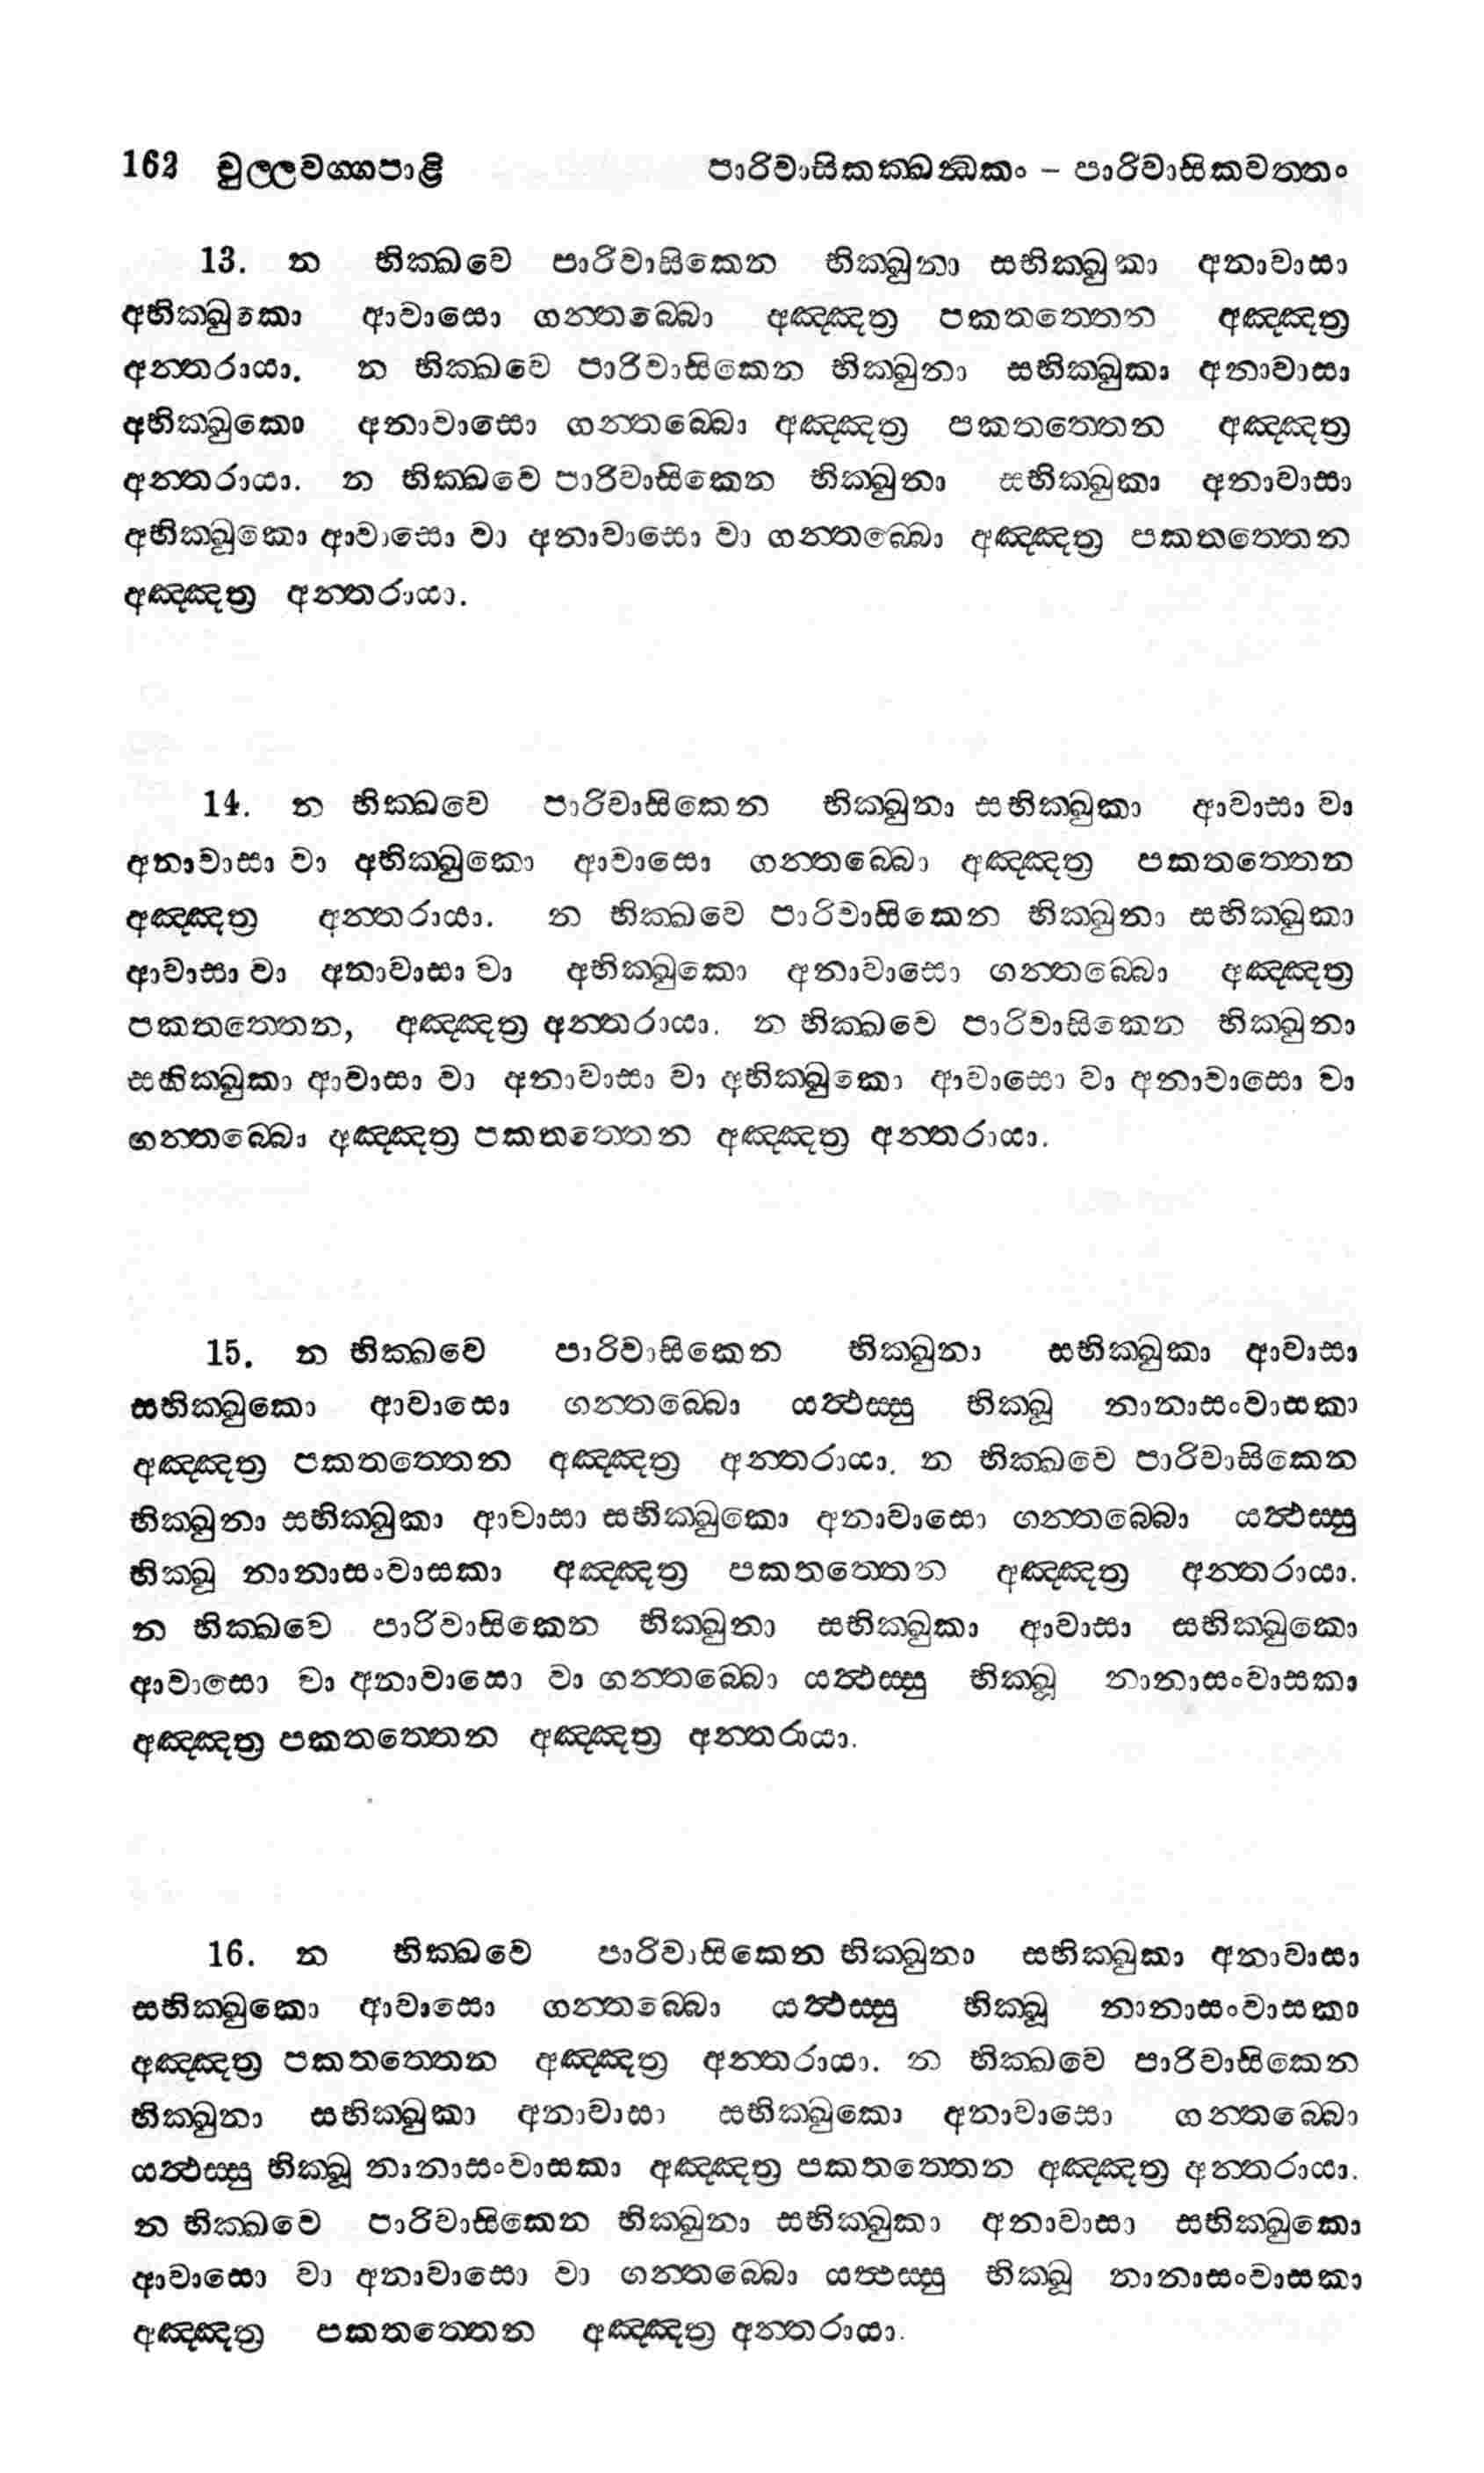 162 චුල්ලවග්ගපාළි පාරිවාසිකක්ඛන්ධකං – පාරිවාසිකවත්තං
13. න භික්ඛවෙ පාරිවාසිකෙන භික්ඛුනා සභික්ඛුකා අනාවාසා
අභික්ඛුකො ආවාසො ගන්තබ්බො අඤ්ඤත්‍ර පකතත්තෙන අඤ්ඤත්‍ර
අන්තරායා. න භික්ඛවෙ පාරිවාසිකෙන භික්ඛුනා සභික්ඛුකා අනාවාසා
අභික්ඛුකො අනාවාසො ගන්තබ්බො අඤ්ඤත්‍ර පකතත්තෙන අඤ්ඤත්‍ර
අන්තරායා. න භික්ඛවෙ පාරිවාසිකෙන භික්ඛුනා සභික්ඛුකා අනාවාසා
අභික්ඛුකො ආවාසො වා අනාවාසො වා ගන්තබ්බො අඤ්ඤත්‍ර පකතත්තෙන
අඤ්ඤත්‍ර අන්තරායා.
14. න භික්ඛවෙ පාරිවාසිකෙන භික්ඛුනා සභික්ඛුකා ආවාසා වා
අනාවාසා වා අභික්ඛුකො ආවාසො ගන්තබ්බො අඤ්ඤත්‍ර පකතත්තෙන
අඤ්ඤත්‍ර අන්තරායා. න භික්ඛවෙ පාරිවාසිකෙන භික්ඛුනා සභික්ඛුකා
ආවාසා වා අනාවාසා වා අභික්ඛුකො අනාවාසො ගන්තබ්බො අඤ්ඤත්‍ර
පකතත්තෙන, අඤ්ඤත්‍ර අන්තරායා. න භික්ඛවෙ පාරිවාසිකෙන භික්ඛුනා
සභික්ඛුකා ආවාසා වා අනාවාසා වා අභික්ඛුකො ආවාසො වා අනාවාසො වා
ගන්තබ්බො අඤ්ඤත්‍ර පකතත්තෙන අඤ්ඤත්‍ර අන්තරායා.
15. න භික්ඛවෙ පාරිවාසිකෙන භික්ඛුනා සභික්ඛුකා ආවාසා
සභික්ඛුකො ආවාසො ගන්තබ්බො යත්ථස්සු භික්ඛූ නානාසංවාසකා
අඤ්ඤත්‍ර පකතත්තෙන අඤ්ඤත්‍ර අන්තරායා. න භික්ඛවෙ පාරිවාසිකෙන
භික්ඛුනා සභික්ඛුකා ආවාසා සභික්ඛුකො අනාවාසො ගන්තබ්බො යත්ථස්සු
භික්ඛූ නානාසංවාසකා අඤ්ඤත්‍ර පකතත්තෙන අඤ්ඤත්‍ර අන්තරායා.
න භික්ඛවෙ පාරිවාසිකෙන භික්ඛුනා සභික්ඛුකා ආවාසා සභික්ඛුකො
ආවාසො වා අනාවාසො වා ගන්තබ්බො යත්ථස්සු භික්ඛූ නානාසංවාසකා
අඤ්ඤත්‍ර පකතත්තෙන අඤ්ඤත්‍ර අන්තරායා.
16. න භික්ඛවෙ පාරිවාසිකෙන භික්ඛුනා සභික්ඛුකා අනාවාසා
සභික්ඛුකො ආවාසො ගන්තබ්බො යත්ථස්සු භික්ඛූ නානාසංවාසකා
අඤ්ඤත්‍ර පකතත්තෙන අඤ්ඤත්‍ර අන්තරායා. න භික්ඛවෙ පාරිවාසිකෙන
භික්ඛුනා සභික්ඛුකා අනාවාසා සභික්ඛුකො අනාවාසො ගන්තබ්බො
යත්ථස්සු භික්ඛූ නානාසංවාසකා අඤ්ඤත්‍ර පකතත්තෙන අඤ්ඤත්‍ර අන්තරායා.
න භික්ඛවෙ පාරිවාසිකෙන භික්ඛුනා සභික්ඛුකා අනාවාසා සභික්ඛුකො
ආවාසො වා අනාවාසො වා ගන්තබ්බො යත්ථස්සු භික්ඛූ නානාසංවාසකා
අඤ්ඤත්‍ර පකතත්තෙන අඤ්ඤත්‍ර අන්තරායා.